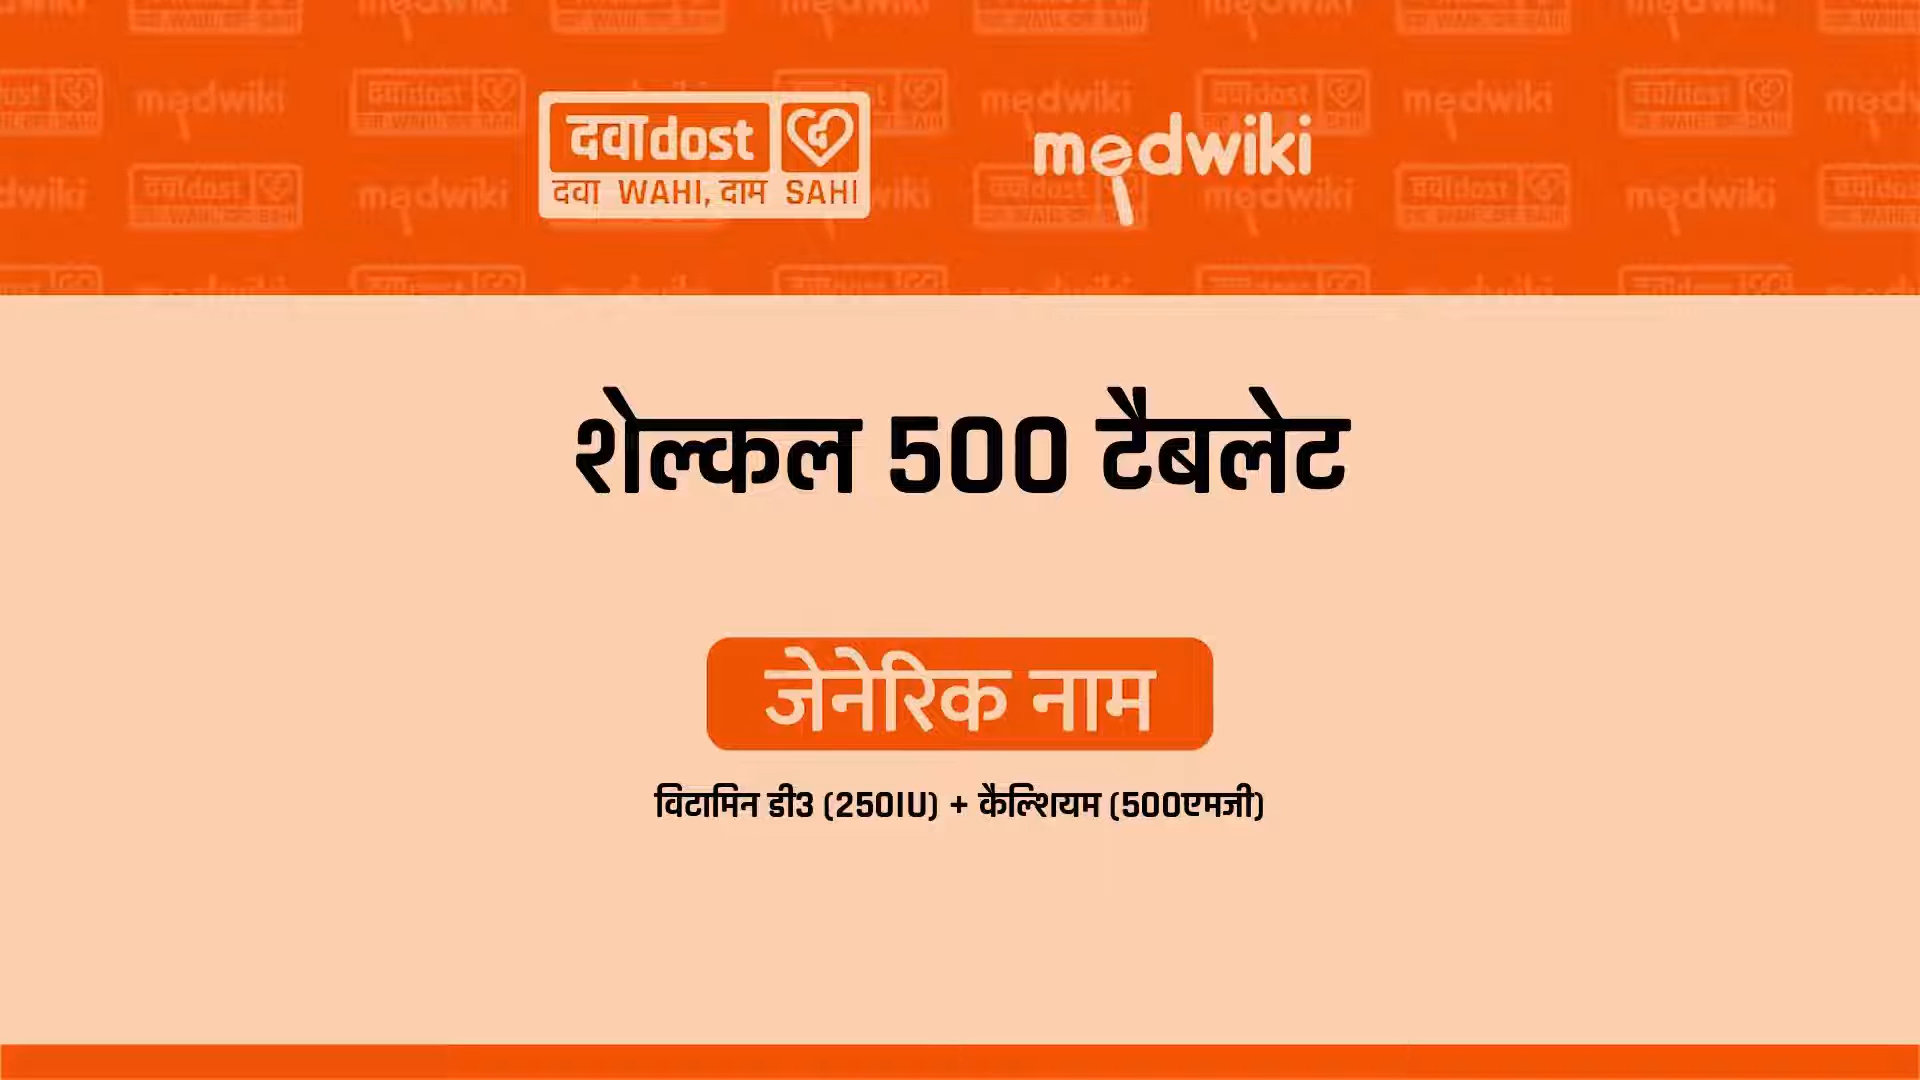 दवाdost
दवा WAHI, दाम SAHI
medwiki
शेल्कल 500 टैबलेट
जेनेरिक नाम
विटामिन डी3 (250IU) + कैल्शियम (500एमजी)